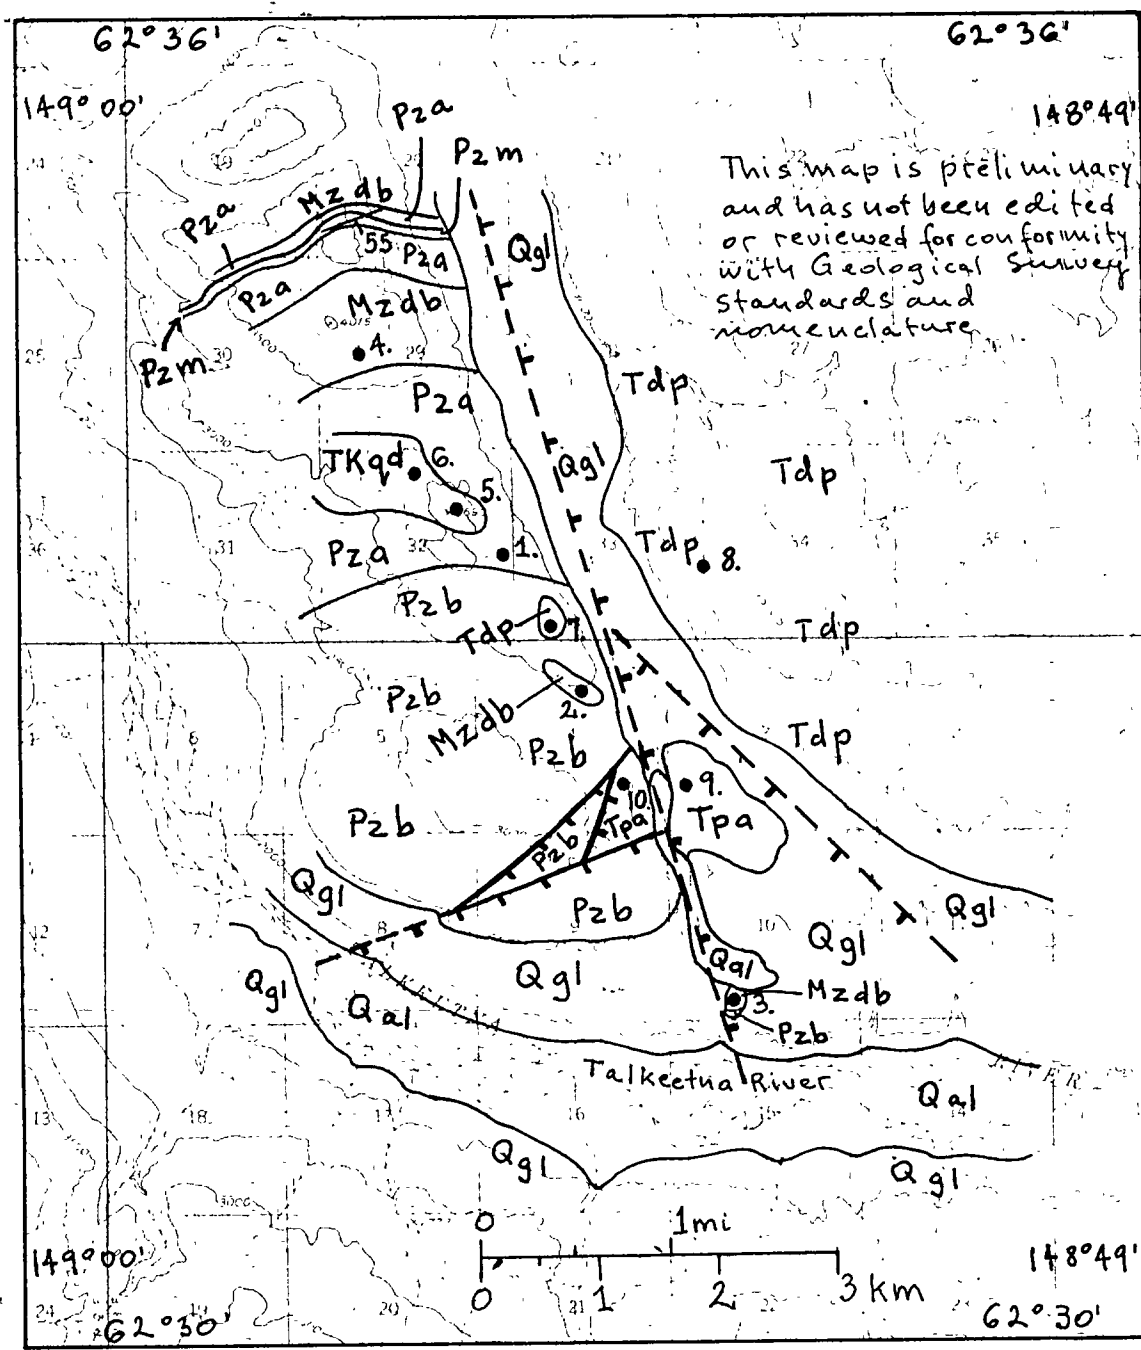 62°36' 62°36'
149°00' 148°49'
Pza
Pzm
This map is preliminary
and has not been edited
or reviewed for conformity
with Geological Survey
standards and
nomenclature
Pza
Mzdb
55
Pza
Qgl
Pza
Mzdb
4.
Pzm
Pza
Tdp
TKqd 6.
Qgl
Tdp
5.
Pza
1.
Tdp
8.
Pzb
Tdp
7.
Tdp
Pzb
Mzdb
2.
Pzb
Tdp
9.
10.
Pzb
Pzb
Tpa
Tpa
Qgl
Pzb
Qgl
Qgl
Qgl
Qgl
Qal
Qal
Mzdb
3.
Pzb
TALKEETNA
RIVER
Talkeetna River
Qal
Qgl
Qgl
0 1mi
149°00' 148°49'
0 1 2 3 km
62°30' 62°30'